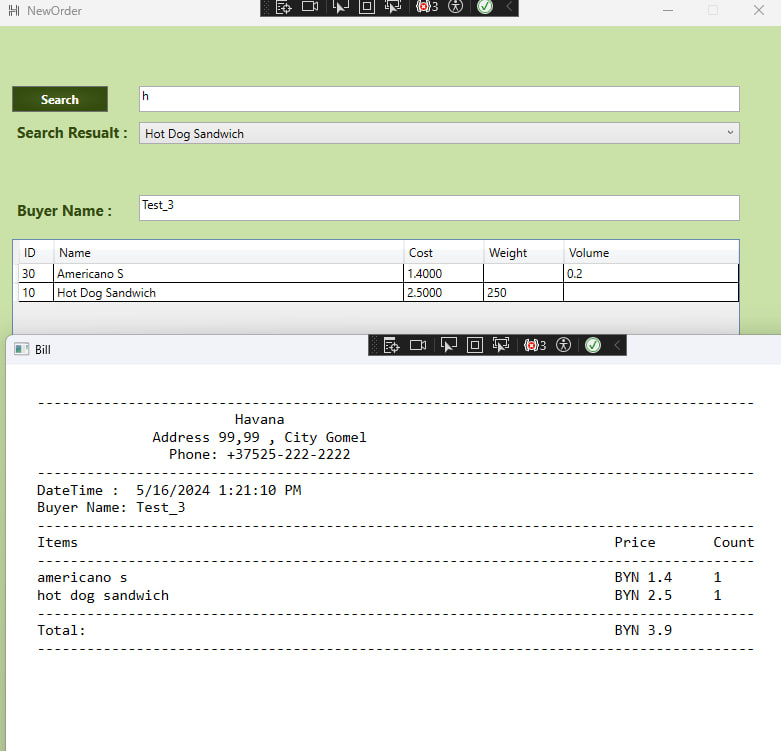 NewOrder
3
Search h
Search Resualt : Hot Dog Sandwich
Buyer Name : Test_3
ID Name Cost Weight Volume
30 Americano S 1.4000 0.2
10 Hot Dog Sandwich 2.5000 250
Bill
3
--------------------------------------------------------------------------------------
Havana
Address 99,99 , City Gomel
Phone: +37525-222-2222
--------------------------------------------------------------------------------------
DateTime : 5/16/2024 1:21:10 PM
Buyer Name: Test_3
--------------------------------------------------------------------------------------
Items Price Count
--------------------------------------------------------------------------------------
americano s BYN 1.4 1
hot dog sandwich BYN 2.5 1
--------------------------------------------------------------------------------------
Total: BYN 3.9
--------------------------------------------------------------------------------------